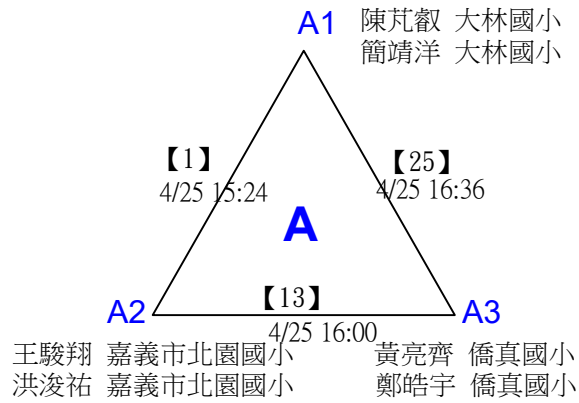 A1 陳芃叡 大林國小
簡靖洋 大林國小
【1】 【25】
4/25 15:24 4/25 16:36
A
【13】
A2 A3
4/25 16:00
王駿翔 嘉義市北園國小 黃亮齊 僑真國小
洪浚祐 嘉義市北園國小 鄭皓宇 僑真國小